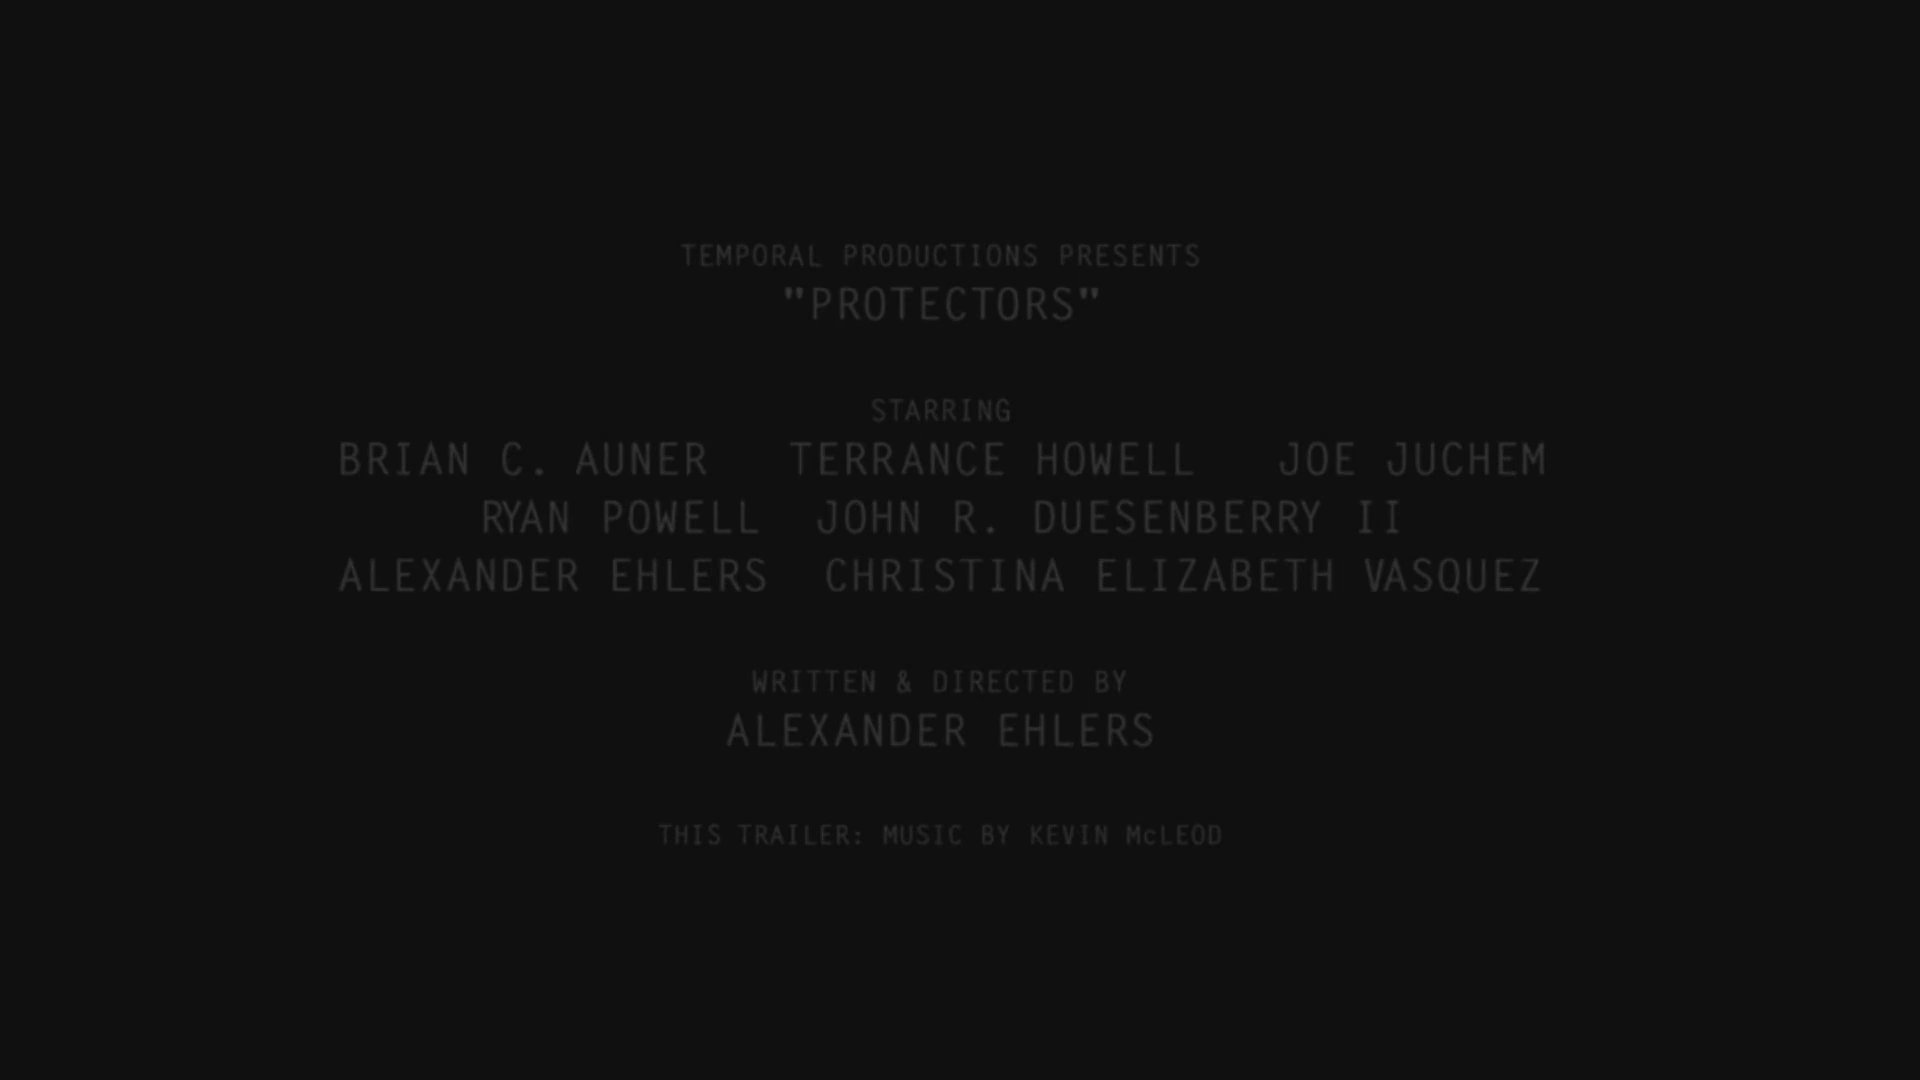 TEMPORAL PRODUCTIONS PRESENTS
"PROTECTORS"
STARRING
BRIAN C. AUNER TERRANCE HOWELL JOE JUCHEM
RYAN POWELL JOHN R. DUESENBERRY II
ALEXANDER EHLERS CHRISTINA ELIZABETH VASQUEZ
WRITTEN & DIRECTED BY
ALEXANDER EHLERS
THIS TRAILER: MUSIC BY KEVIN McLEOD